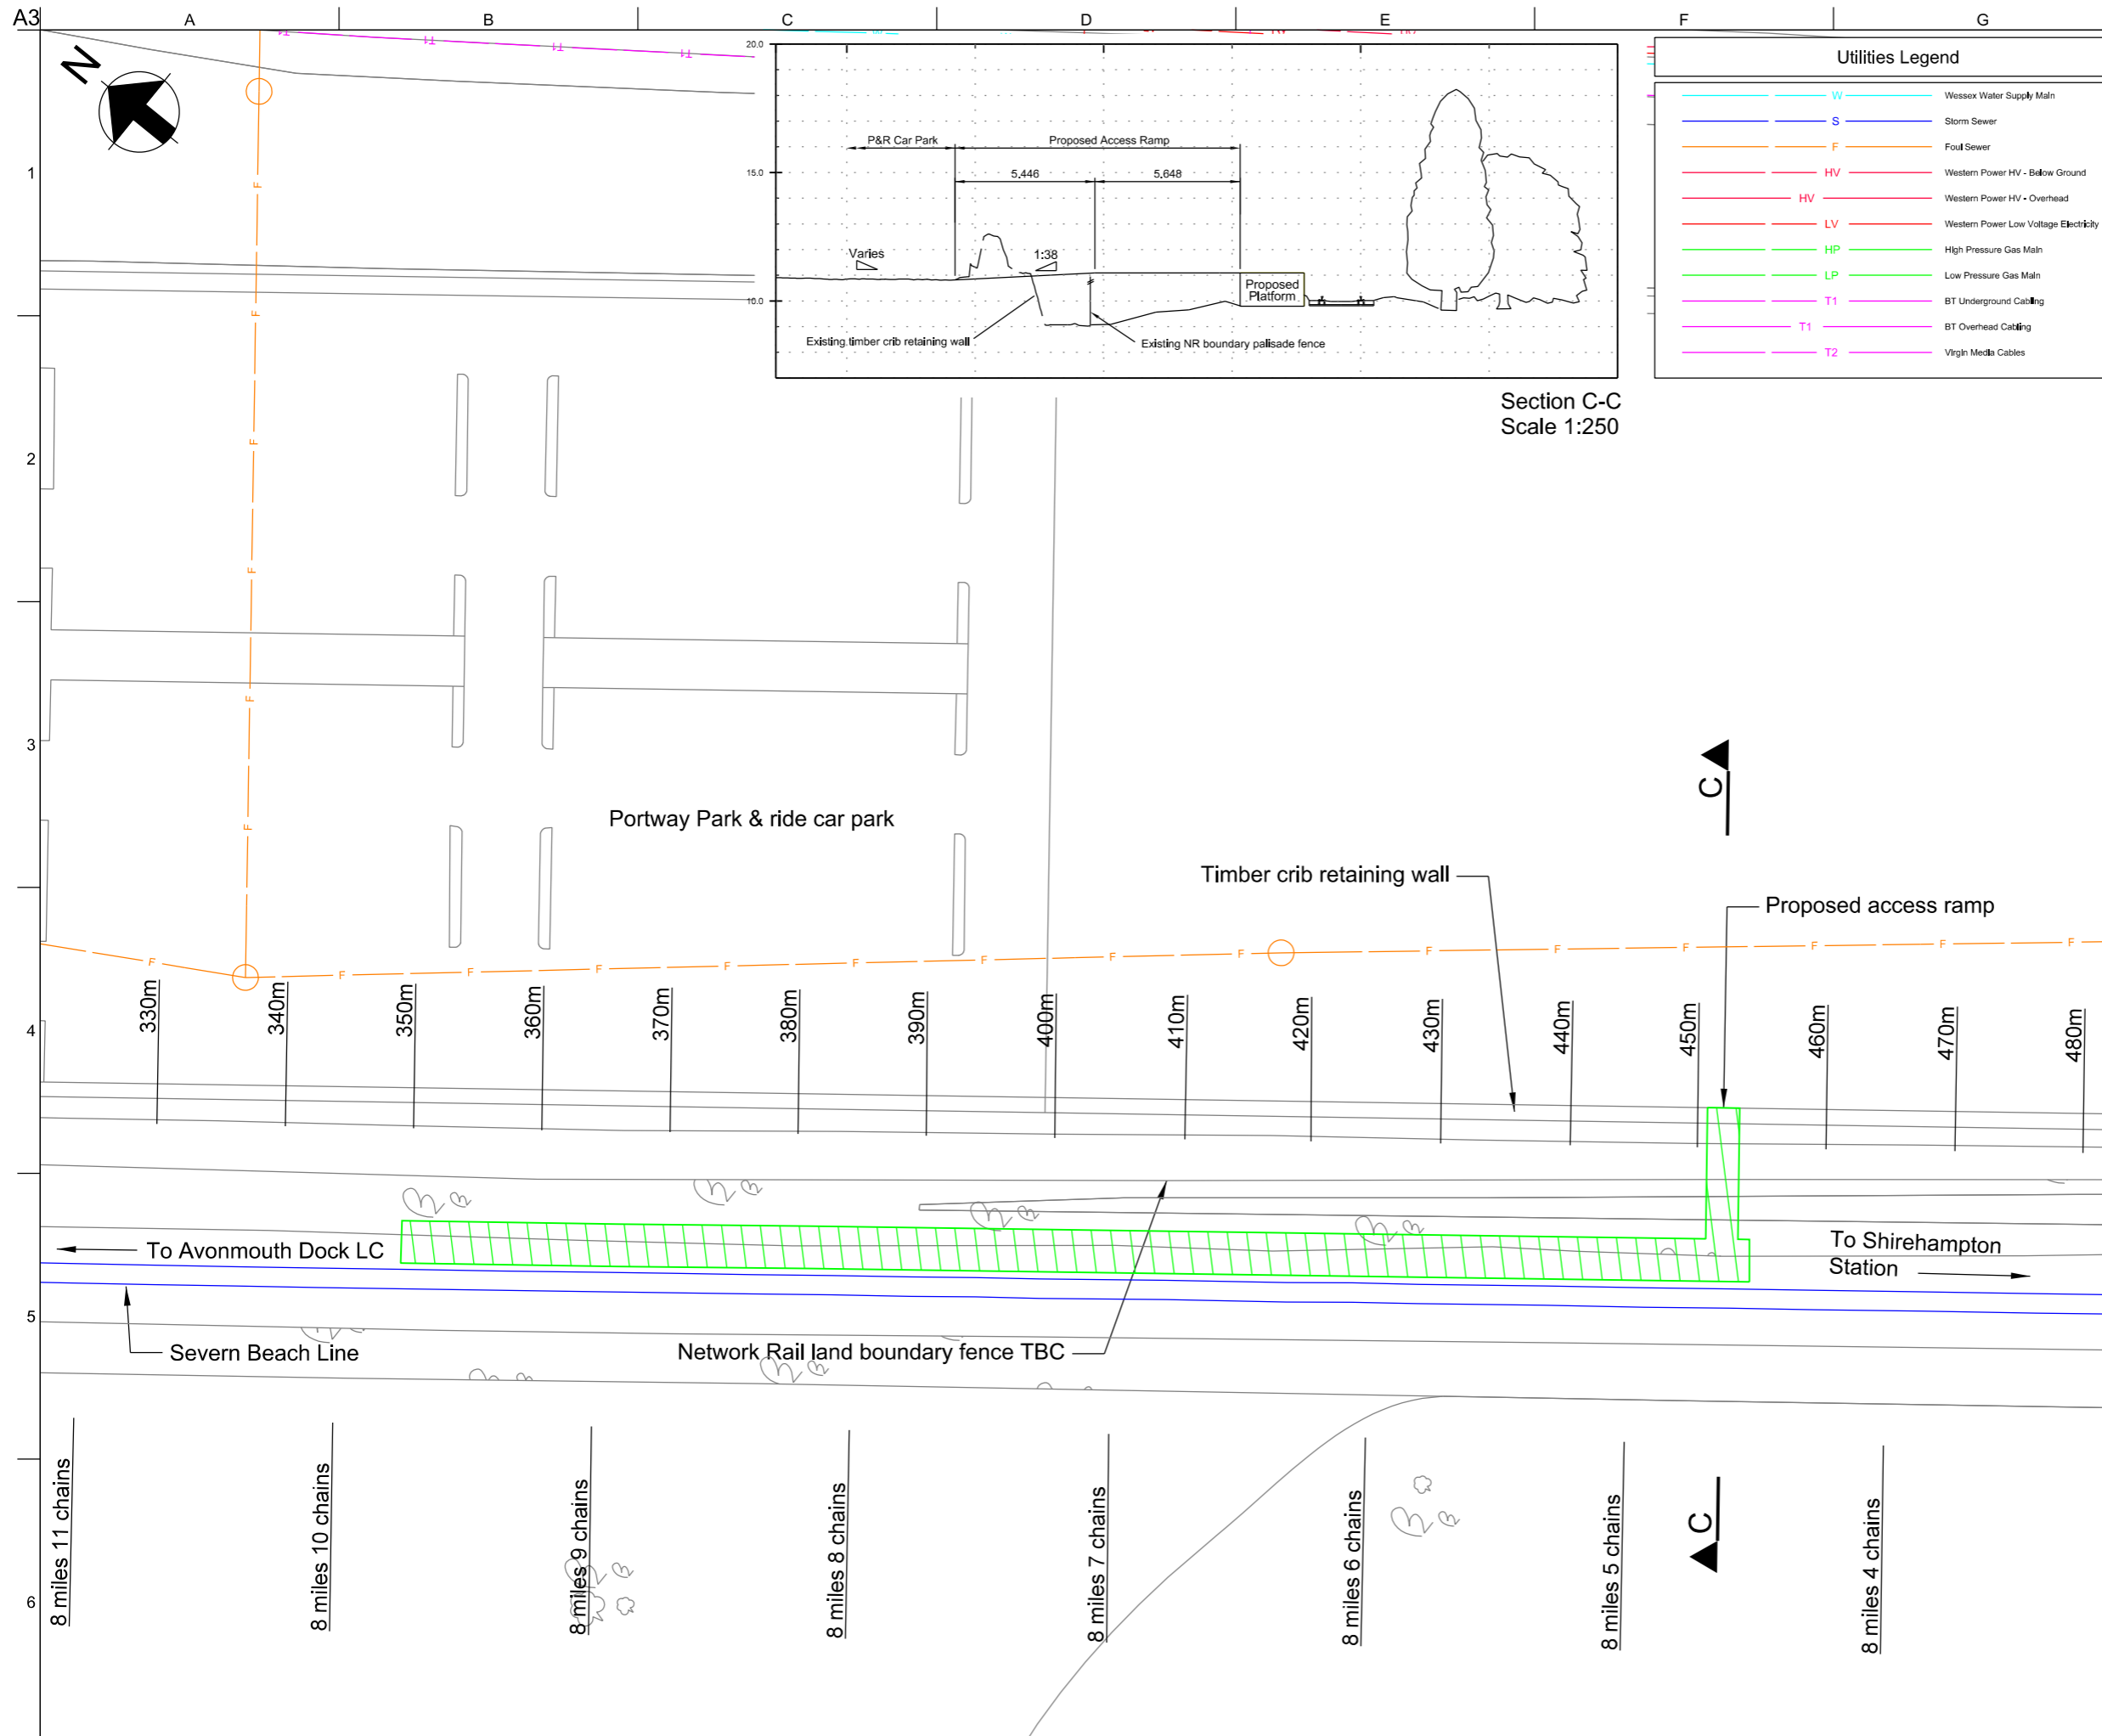 A3
A
B
C
D
E
F
G
N
1
2
3
4
5
6
T1 T1 T1 T1
20.0
15.0
10.0
P&R Car Park
Proposed Access Ramp
5,446
5,648
Varies
1:38
Proposed
Platform
Existing timber crib retaining wall
Existing NR boundary palisade fence
Section C-C
Scale 1:250
Utilities Legend
W Wessex Water Supply Main
S Storm Sewer
F Foul Sewer
HV Western Power HV - Below Ground
HV Western Power HV - Overhead
LV Western Power Low Voltage Electricity
HP High Pressure Gas Main
LP Low Pressure Gas Main
T1 BT Underground Cabling
T1 BT Overhead Cabling
T2 Virgin Media Cables
F
F
F
F
F
F
C
Portway Park & ride car park
Timber crib retaining wall
Proposed access ramp
F F F F F F F F F F F F F F F F
330m
340m
350m
360m
370m
380m
390m
400m
410m
420m
430m
440m
450m
460m
470m
480m
To Avonmouth Dock LC
To Shirehampton
Station
Severn Beach Line
Network Rail land boundary fence TBC
8 miles 11 chains
8 miles 10 chains
8 miles 9 chains
8 miles 8 chains
8 miles 7 chains
8 miles 6 chains
8 miles 5 chains
8 miles 4 chains
C